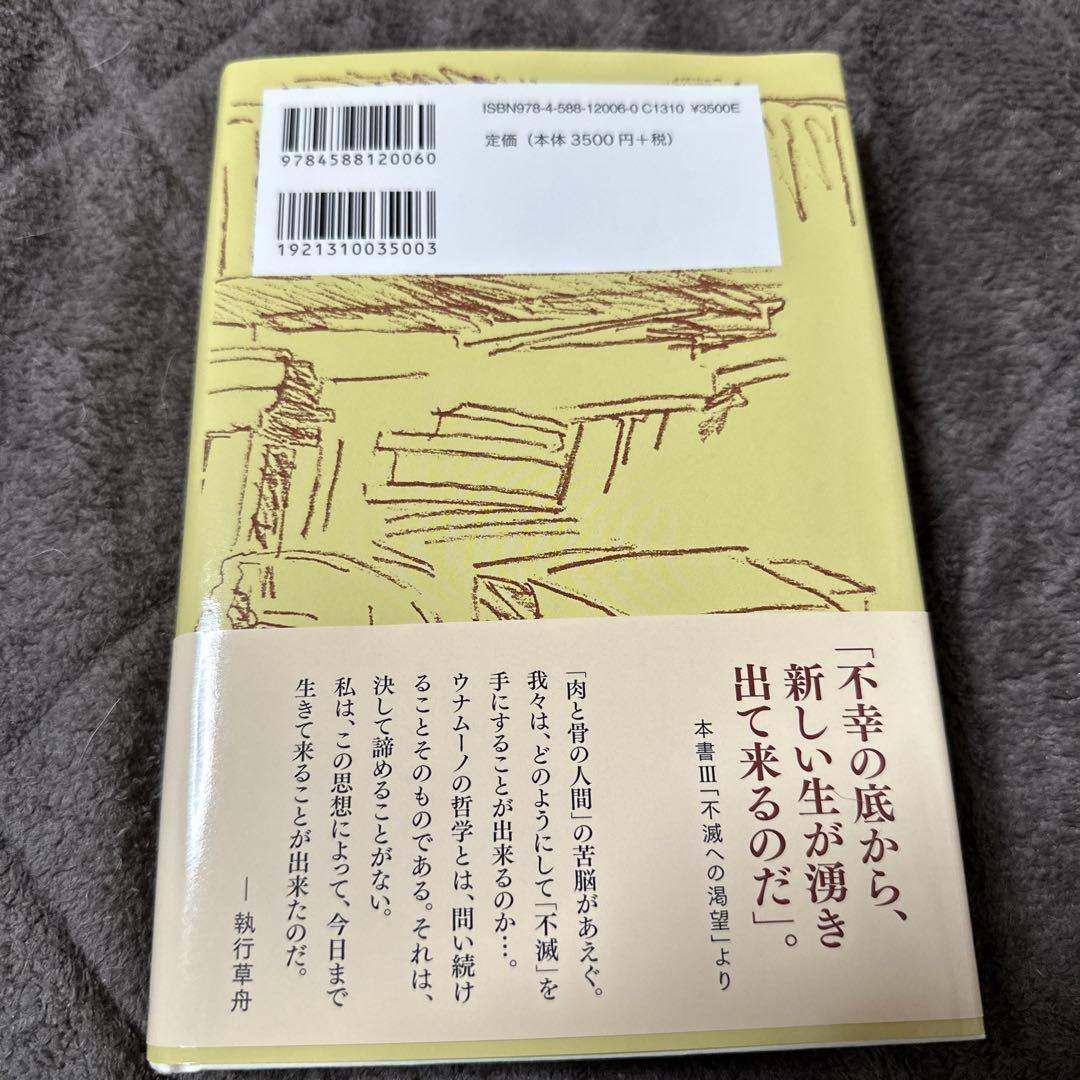 ISBN978-4-588-12006-0 C1310 ¥3500E
定価（本体3500円＋税）
9784588120060
1921310035003
「不幸の底から、
新しい生が湧き
出て来るのだ」。
本書Ⅲ「不滅への渇望」より
「肉と骨の人間」の苦脳があえぐ。
我々は、どのようにして「不滅」を
手にすることが出来るのか…。
ウナムーノの哲学とは、問い続け
ることそのものである。それは、
決して諦めることがない。
私は、この思想によって、今日まで
生きて来ることが出来たのだ。
― 執行草舟